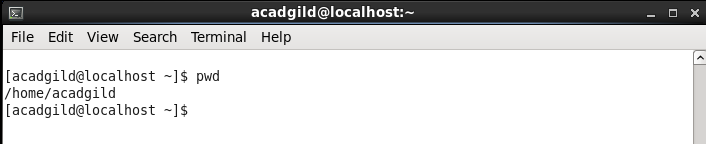 acadgild@localhost:~
File Edit View Search Terminal Help
[acadgild@localhost ~]$ pwd
/home/acadgild
[acadgild@localhost ~]$